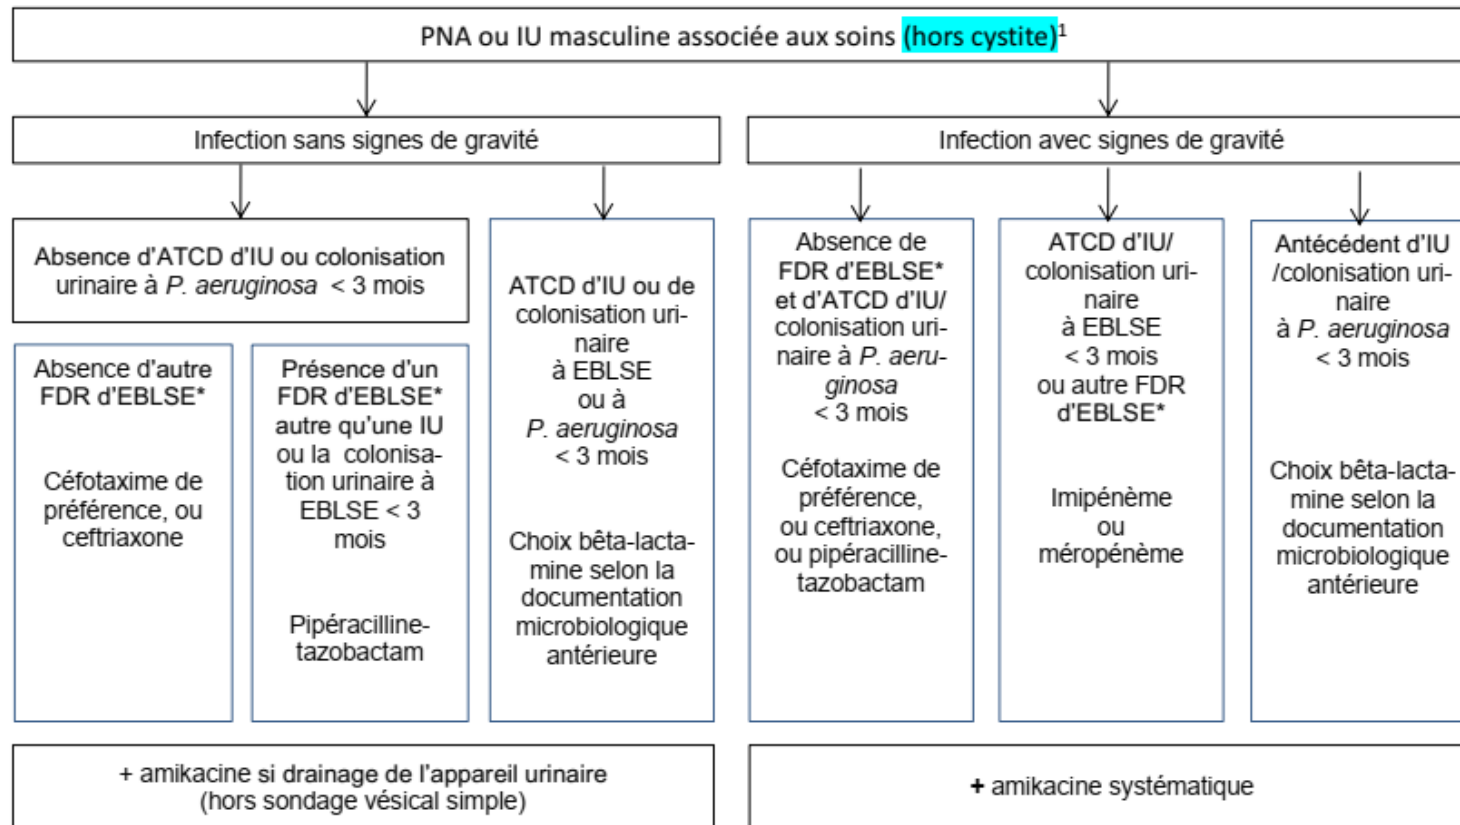 PNA ou IU masculine associée aux soins (hors cystite)¹
Infection sans signes de gravité
Infection avec signes de gravité
Absence d'ATCD d'IU ou colonisation
urinaire à P. aeruginosa < 3 mois
Absence d'autre
FDR d'EBLSE*
Céfotaxime de
préférence, ou
ceftriaxone
Présence d'un
FDR d'EBLSE*
autre qu'une IU
ou la colonisa-
tion urinaire à
EBLSE < 3
mois
Pipéracilline-
tazobactam
ATCD d'IU ou de
colonisation uri-
naire
à EBLSE
ou à
P. aeruginosa
< 3 mois
Choix bêta-lacta-
mine selon la
documentation
microbiologique
antérieure
Absence de
FDR d'EBLSE*
et d'ATCD d'IU/
colonisation uri-
naire à P. aeru-
ginosa
< 3 mois
Céfotaxime de
préférence,
ou ceftriaxone,
ou pipéracilline-
tazobactam
ATCD d'IU/
colonisation uri-
naire
à EBLSE
< 3 mois
ou autre FDR
d'EBLSE*
Imipénème
ou
méropénème
Antécédent d'IU
/colonisation uri-
naire
à P. aeruginosa
< 3 mois
Choix bêta-lacta-
mine selon la
documentation
microbiologique
antérieure
+ amikacine si drainage de l'appareil urinaire
(hors sondage vésical simple)
+ amikacine systématique